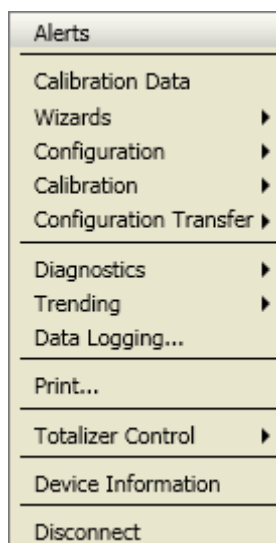 Alerts
Calibration Data
Wizards
Configuration
Calibration
Configuration Transfer
Diagnostics
Trending
Data Logging...
Print...
Totalizer Control
Device Information
Disconnect